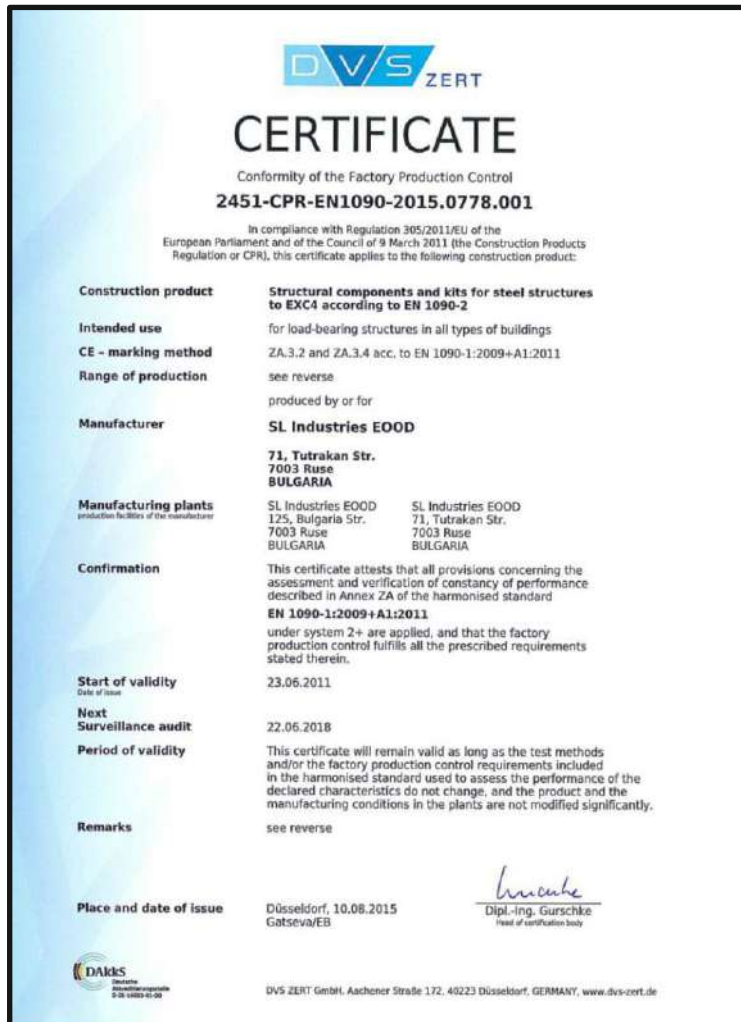 DVS ZERT
CERTIFICATE
Conformity of the Factory Production Control
2451-CPR-EN1090-2015.0778.001
In compliance with Regulation 305/2011/EU of the
European Parliament and of the Council of 9 March 2011 (the Construction Products
Regulation or CPR), this certificate applies to the following construction product:
Construction product
Structural components and kits for steel structures
to EXC4 according to EN 1090-2
Intended use
for load-bearing structures in all types of buildings
CE – marking method
ZA.3.2 and ZA.3.4 acc. to EN 1090-1:2009+A1:2011
Range of production
see reverse
produced by or for
Manufacturer
SL Industries EOOD
71, Tutrakan Str.
7003 Ruse
BULGARIA
Manufacturing plants
production facilities of the manufacturer
SL Industries EOOD
125, Bulgaria Str.
7003 Ruse
BULGARIA
SL Industries EOOD
71, Tutrakan Str.
7003 Ruse
BULGARIA
Confirmation
This certificate attests that all provisions concerning the
assessment and verification of constancy of performance
described in Annex ZA of the harmonised standard
EN 1090-1:2009+A1:2011
under system 2+ are applied, and that the factory
production control fulfills all the prescribed requirements
stated therein.
Start of validity
Date of issue
23.06.2011
Next
Surveillance audit
22.06.2018
Period of validity
This certificate will remain valid as long as the test methods
and/or the factory production control requirements included
in the harmonised standard used to assess the performance of the
declared characteristics do not change, and the product and the
manufacturing conditions in the plants are not modified significantly.
Remarks
see reverse
Place and date of issue
Düsseldorf, 10.08.2015
Gatseva/EB
Dipl.-Ing. Gurschke
Head of certification body
DAkkS
Deutsche
Akkreditierungsstelle
DVS ZERT GmbH, Aachener Straße 172, 40223 Düsseldorf, GERMANY, www.dvs-zert.de